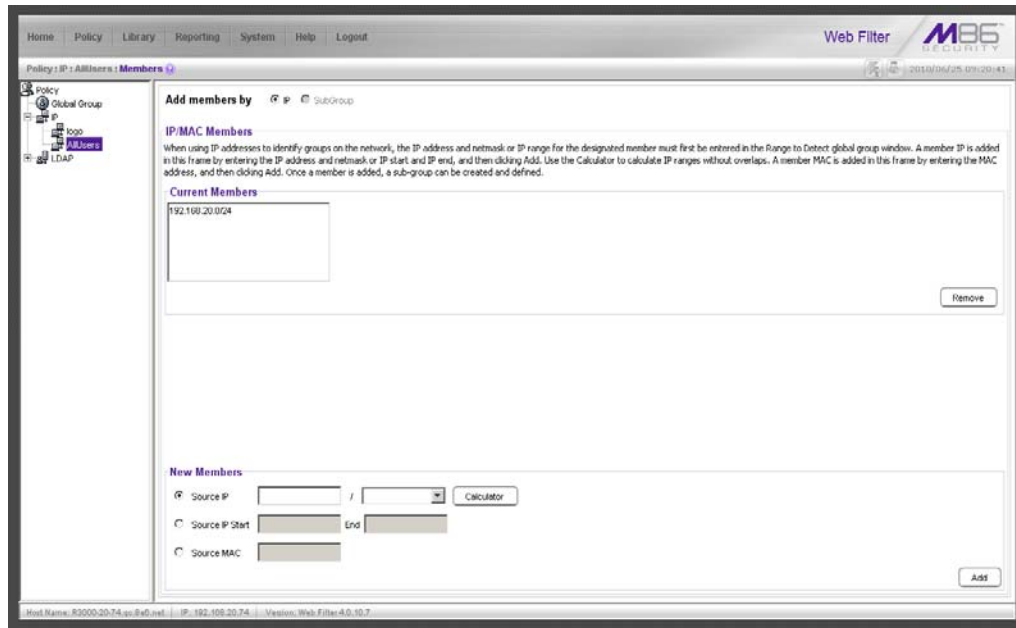 Home Policy Library Reporting System Help Logout
Web Filter
M86
SECURITY
Policy : IP : AllUsers : Members
2010/06/25 09:20:41
Policy
Global Group
IP
logo
AllUsers
LDAP
Add members by IP SubGroup
IP/MAC Members
When using IP addresses to identify groups on the network, the IP address and netmask or IP range for the designated member must first be entered in the Range to Detect global group window. A member IP is added
in this frame by entering the IP address and netmask or IP start and IP end, and then clicking Add. Use the Calculator to calculate IP ranges without overlaps. A member MAC is added in this frame by entering the MAC
address, and then clicking Add. Once a member is added, a sub-group can be created and defined.
Current Members
192.168.20.0/24
Remove
New Members
Source IP / Calculator
Source IP Start End
Source MAC
Add
Host Name: R3000-20-74.qc.8e6.net IP: 192.168.20.74 Version: Web Filter 4.0.10.7